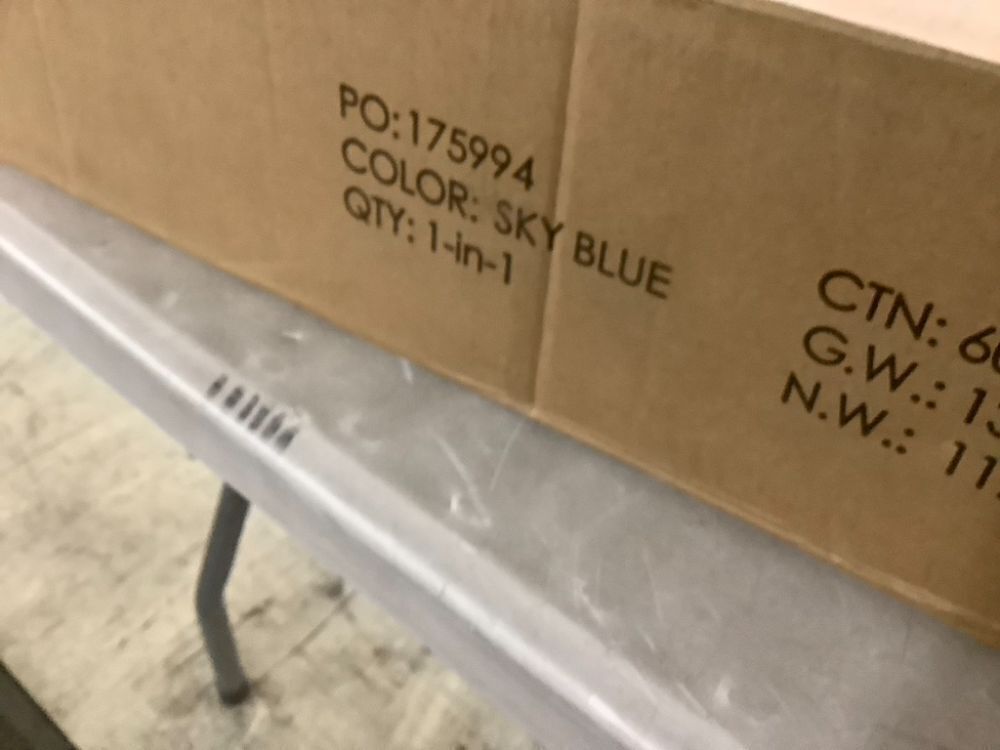 PO:175994
COLOR: SKY BLUE
QTY: 1-in-1
CTN:
G.W.:
N.W.: